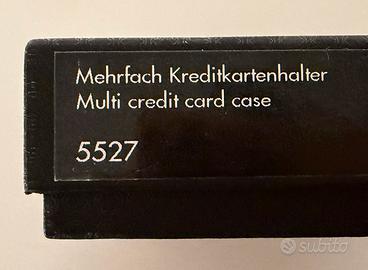 Mehrfach Kreditkartenhalter
Multi credit card case
5527
subito